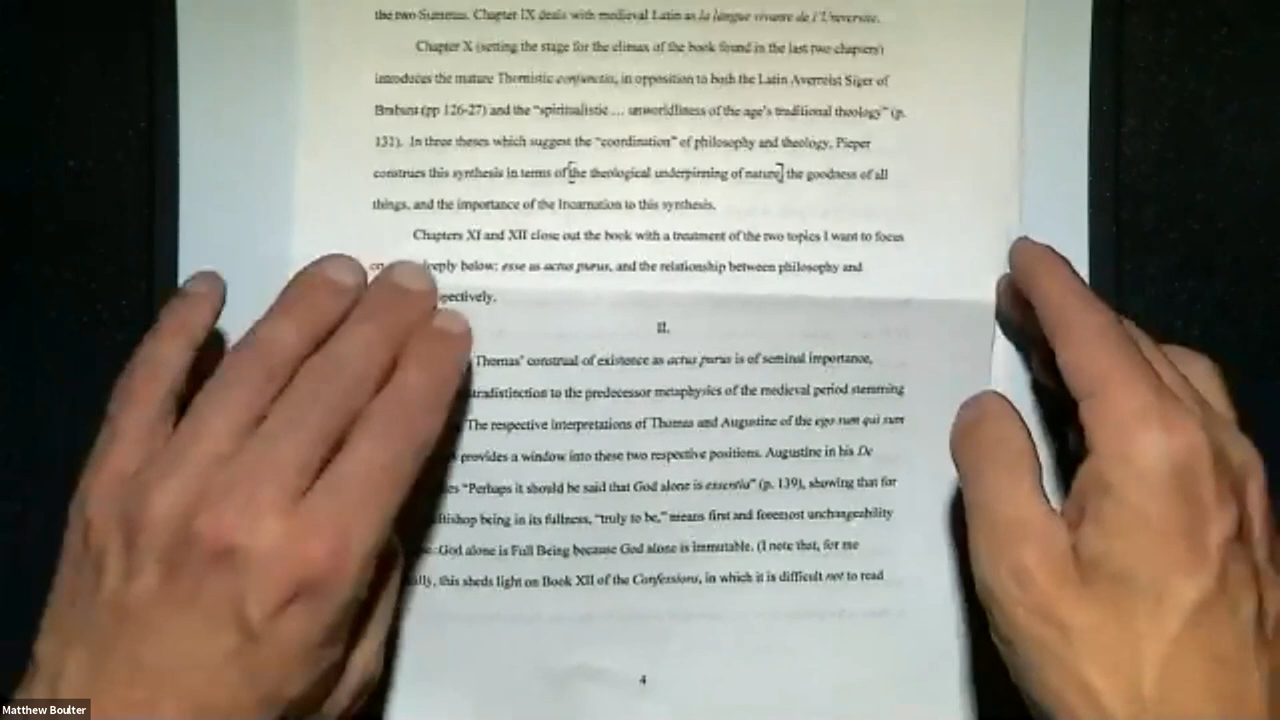 the two Summas. Chapter IX deals with medieval Latin as la langue vivante de l'Universite.
Chapter X (setting the stage for the climax of the book found in the last two chapters)
introduces the mature Thomistic conjunctio, in opposition to both the Latin Averroist Siger of
Brabant (pp 126-27) and the "spiritualistic ... unworldliness of the age's traditional theology" (p.
131). In three theses which suggest the "coordination" of philosophy and theology, Pieper
construes this synthesis in terms of [the theological underpinning of nature] the goodness of all
things, and the importance of the Incarnation to this synthesis.
Chapters XI and XII close out the book with a treatment of the two topics I want to focus
eeply below: esse as actus purus, and the relationship between philosophy and
pectively.
II.
Thomas' construal of existence as actus purus is of seminal importance,
tradistinction to the predecessor metaphysics of the medieval period stemming
The respective interpretations of Thomas and Augustine of the ego sum qui sum
provides a window into these two respective positions. Augustine in his De
es "Perhaps it should be said that God alone is essentia" (p. 139), showing that for
being in its fullness, "truly to be," means first and foremost unchangeability
God alone is Full Being because God alone is immutable. (I note that, for me
lly, this sheds light on Book XII of the Confessions, in which it is difficult not to read
4
Matthew Boulter